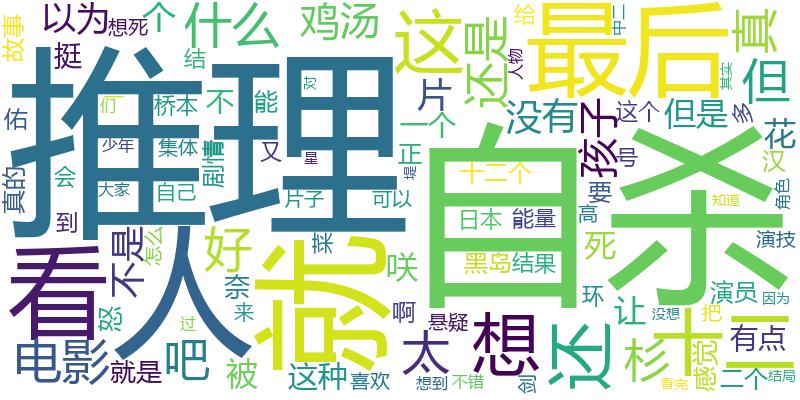 故事
以为
想死
个
什么
鸡汤
这
还是
给
最后
中二
真
挺
结
推理
们
桥本
不
能
对
片
没有
孩子
人物
这个
但是
但
其实
多
佑
少年
集体
剧情
又
星
一个
正
十二个
号
花
汉
真的
会
大家
自己
片子
可以
堤
自杀
日本
能量
要
高
知道
角色
到
看
人
不是
怎么
好
就
菜
咲
黑岛
结果
死
演技
奈
来
啊
悬疑
环
演员
因为
怒
过
太
想
还
让
没想
把
电影
就是
吧
被
这种
喜欢
想到
不错
剑
杉
看完
感觉
十二
有点
二个
结局